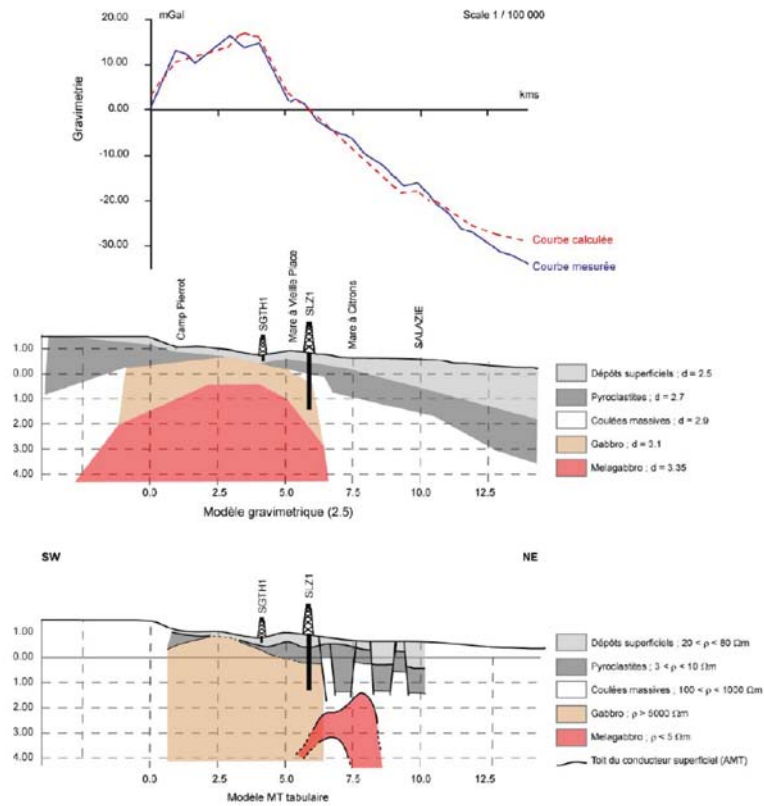 20.00 mGal Scale 1 / 100 000
10.00
Gravimetrie
0.00
kms
-10.00
-20.00
-30.00
Courbe calculée
Courbe mesurée
Camp Pierrot
SGTH1
Mare à Vieille Place
SLZ1
Mare à Citrons
SALAZIE
1.00
0.00
1.00
2.00
3.00
4.00
0.0 2.5 5.0 7.5 10.0 12.5
Modèle gravimetrique (2.5)
Dépôts superficiels ; d = 2.5
Pyroclastites ; d = 2.7
Coulées massives ; d = 2.9
Gabbro ; d = 3.1
Melagabbro ; d = 3.35
SW NE
SGTH1
SLZ1
1.00
0.00
1.00
2.00
3.00
4.00
0.0 2.5 5.0 7.5 10.0 12.5
Modèle MT tabulaire
Dépôts superficiels ; 20 < ρ < 80 Ωm
Pyroclastites ; 3 < ρ < 10 Ωm
Coulées massives ; 100 < ρ < 1000 Ωm
Gabbro ; ρ > 5000 Ωm
Melagabbro ; ρ < 5 Ωm
Toit du conducteur superficiel (AMT)